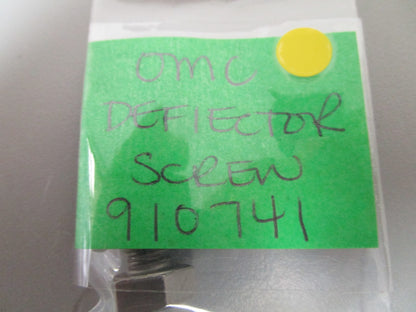 OMC
DEFLECTOR
SCREW
910741